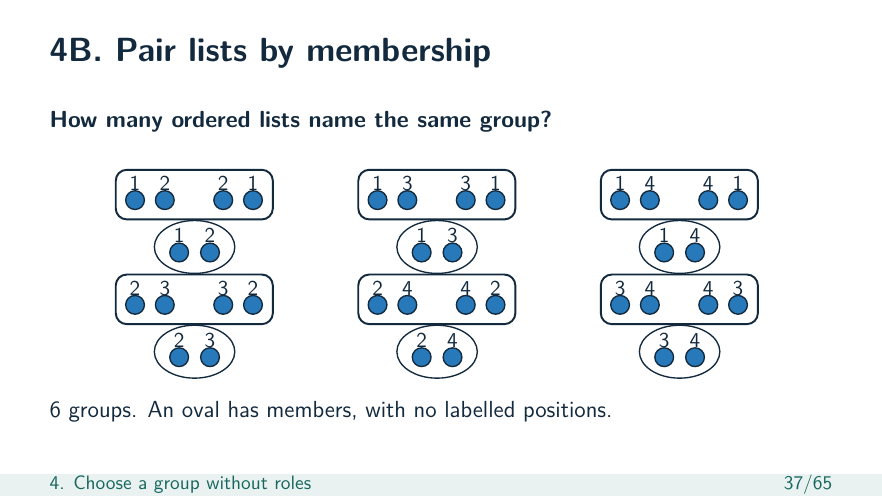 4B. Pair lists by membership
How many ordered lists name the same group?
1 2 2 1
1 3 3 1
1 4 4 1
1 2
1 3
1 4
2 3 3 2
2 4 4 2
3 4 4 3
2 3
2 4
3 4
6 groups. An oval has members, with no labelled positions.
4. Choose a group without roles
37/65